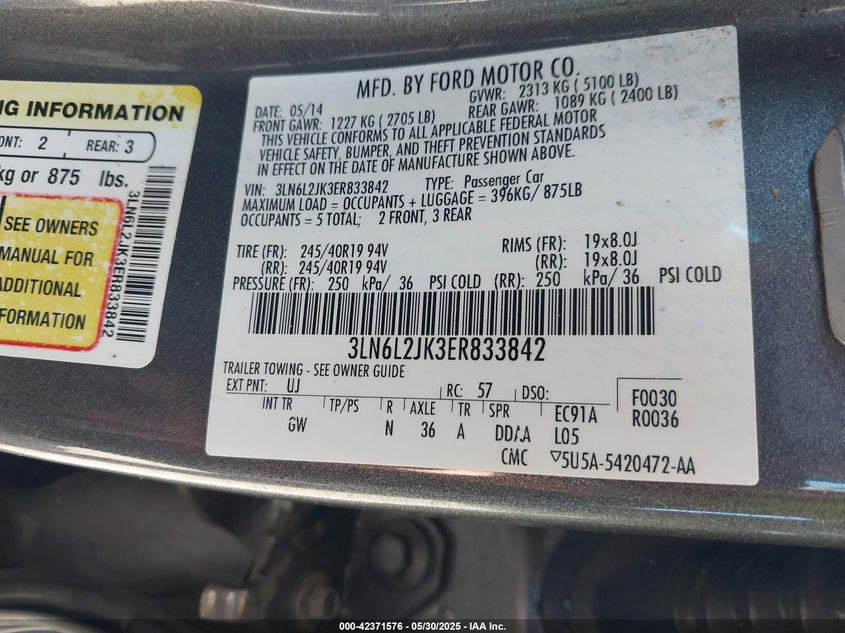 NG INFORMATION
ONT: 2 REAR: 3
kg or 875 lbs.
SEE OWNERS
MANUAL FOR
ADDITIONAL
FORMATION
3LN6L2JK3ER833842
MFD. BY FORD MOTOR CO.
DATE: 05/14 GVWR: 2313 KG ( 5100 LB)
FRONT GAWR: 1227 KG ( 2705 LB) REAR GAWR: 1089 KG ( 2400 LB)
THIS VEHICLE CONFORMS TO ALL APPLICABLE FEDERAL MOTOR
VEHICLE SAFETY, BUMPER, AND THEFT PREVENTION STANDARDS
IN EFFECT ON THE DATE OF MANUFACTURE SHOWN ABOVE.
VIN: 3LN6L2JK3ER833842 TYPE: Passenger Car
MAXIMUM LOAD = OCCUPANTS + LUGGAGE = 396KG/ 875LB
OCCUPANTS = 5 TOTAL; 2 FRONT, 3 REAR
TIRE (FR): 245/40R19 94V RIMS (FR): 19x8.0J
(RR): 245/40R19 94V (RR): 19x8.0J
PRESSURE (FR): 250 kPa/ 36 PSI COLD (RR): 250 kPa/ 36 PSI COLD
3LN6L2JK3ER833842
TRAILER TOWING - SEE OWNER GUIDE
EXT PNT: UJ RC: 57 DSO: F0030
INT TR TP/PS R AXLE TR SPR EC91A R0036
GW N 36 A DDAA L05
CMC ▽5U5A-5420472-AA
000-42371576 - 05/30/2025 - IAA Inc.